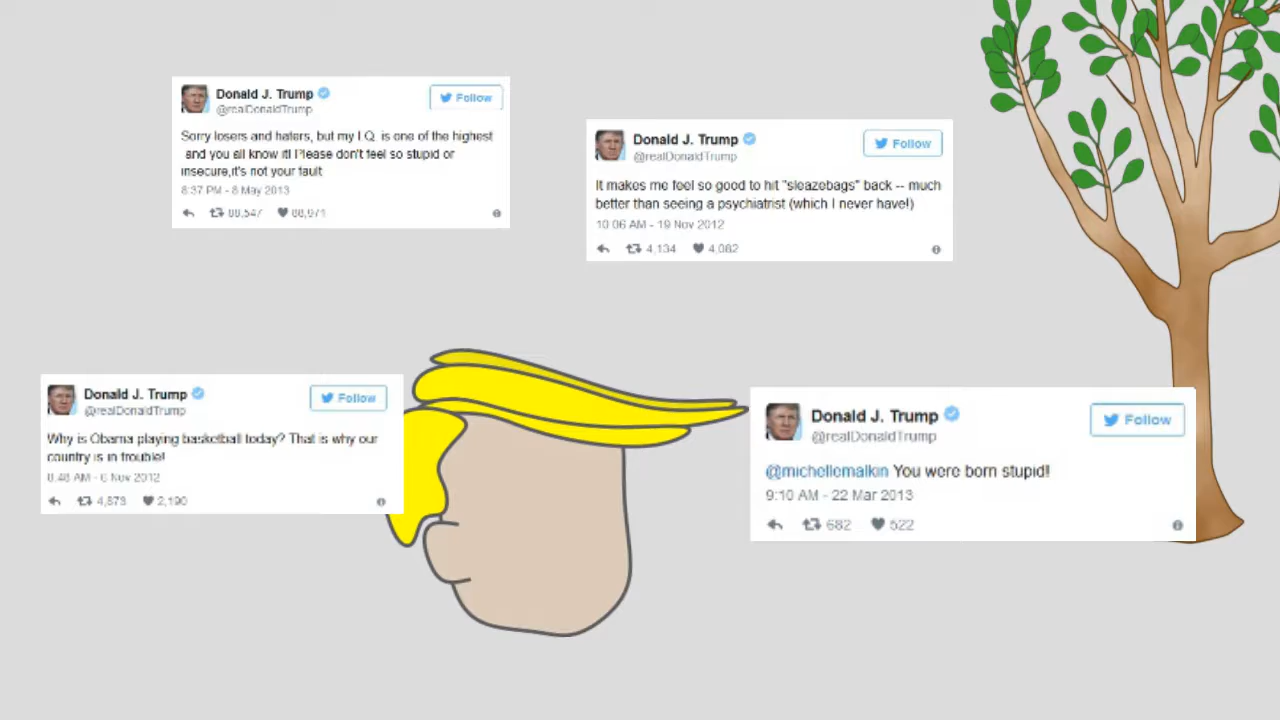 Donald J. Trump
Follow
@realDonaldTrump
Sorry losers and haters, but my I.Q. is one of the highest
-and you all know it! Please don't feel so stupid or
insecure,it's not your fault
8:37 PM - 8 May 2013
Donald J. Trump
Follow
@realDonaldTrump
It makes me feel so good to hit "sleazebags" back -- much
better than seeing a psychiatrist (which I never have!)
10:06 AM - 19 Nov 2012
4,134 4,082
Donald J. Trump
Follow
@realDonaldTrump
Why is Obama playing basketball today? That is why our
country is in trouble!
8:48 AM - 6 Nov 2012
4,873 2,190
Donald J. Trump
Follow
@realDonaldTrump
@michellemalkin You were born stupid!
9:10 AM - 22 Mar 2013
682 522